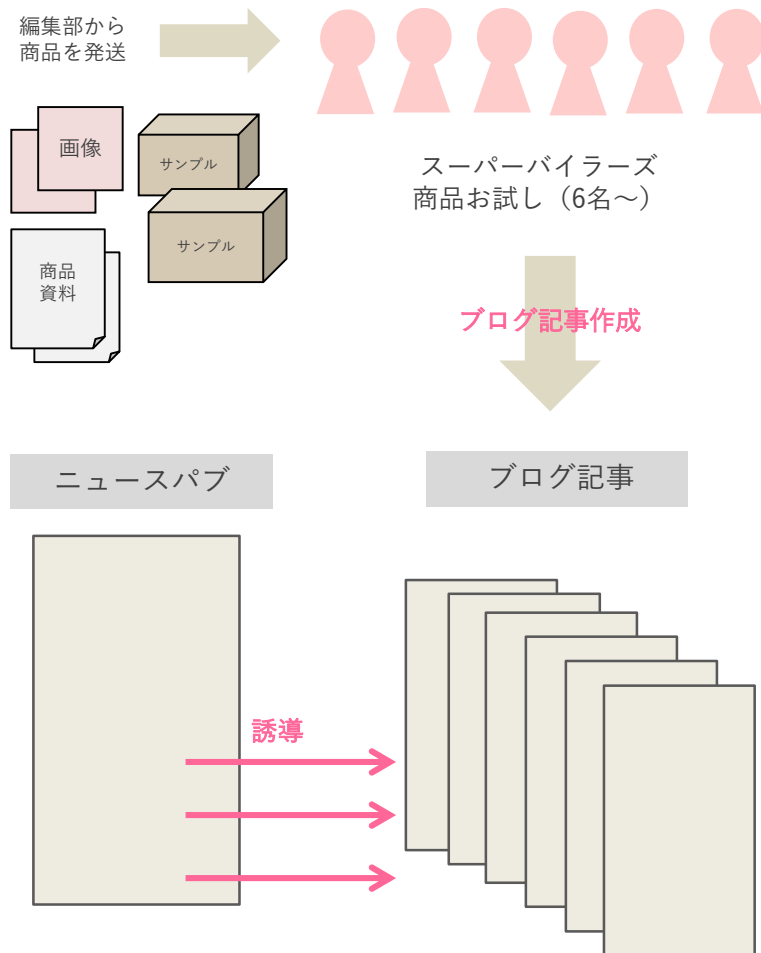 編集部から
商品を発送
画像
サンプル
サンプル
商品
資料
スーパーバイラーズ
商品お試し（6名～）
ブログ記事作成
ニュースパブ
ブログ記事
誘導